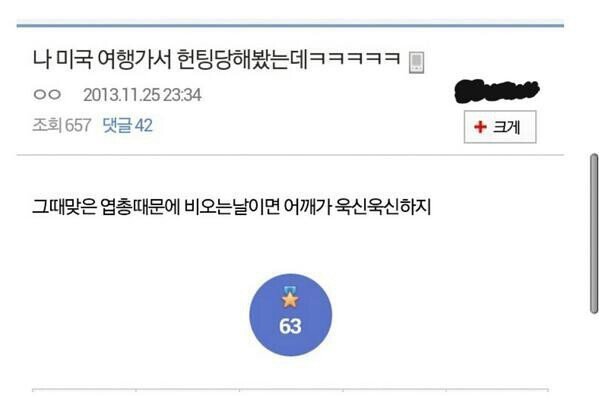 나 미국 여행가서 헌팅당해봤는데ㅋㅋㅋㅋㅋ
ㅇㅇ 2013.11.25 23:34
조회 657 댓글 42
+ 크게
그때맞은 엽총때문에 비오는날이면 어깨가 욱신욱신하지
63